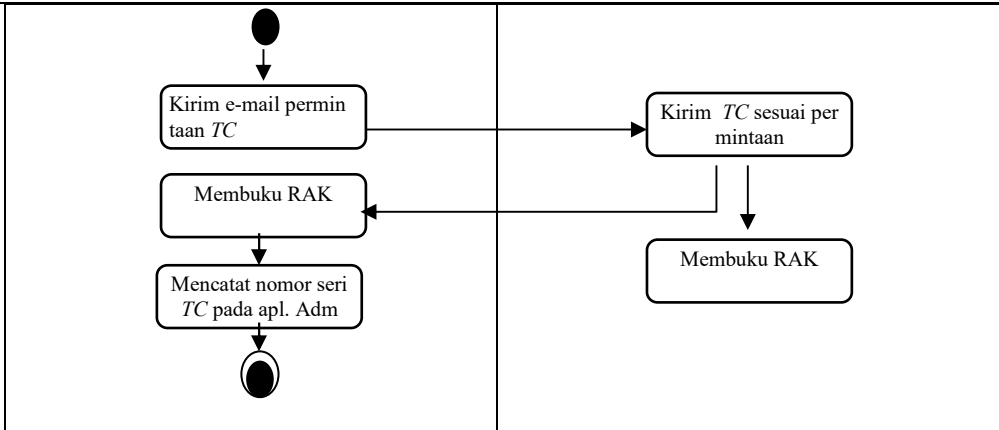 Kirim e-mail permin
taan TC
Kirim TC sesuai per
mintaan
Membuku RAK
Membuku RAK
Mencatat nomor seri
TC pada apl. Adm